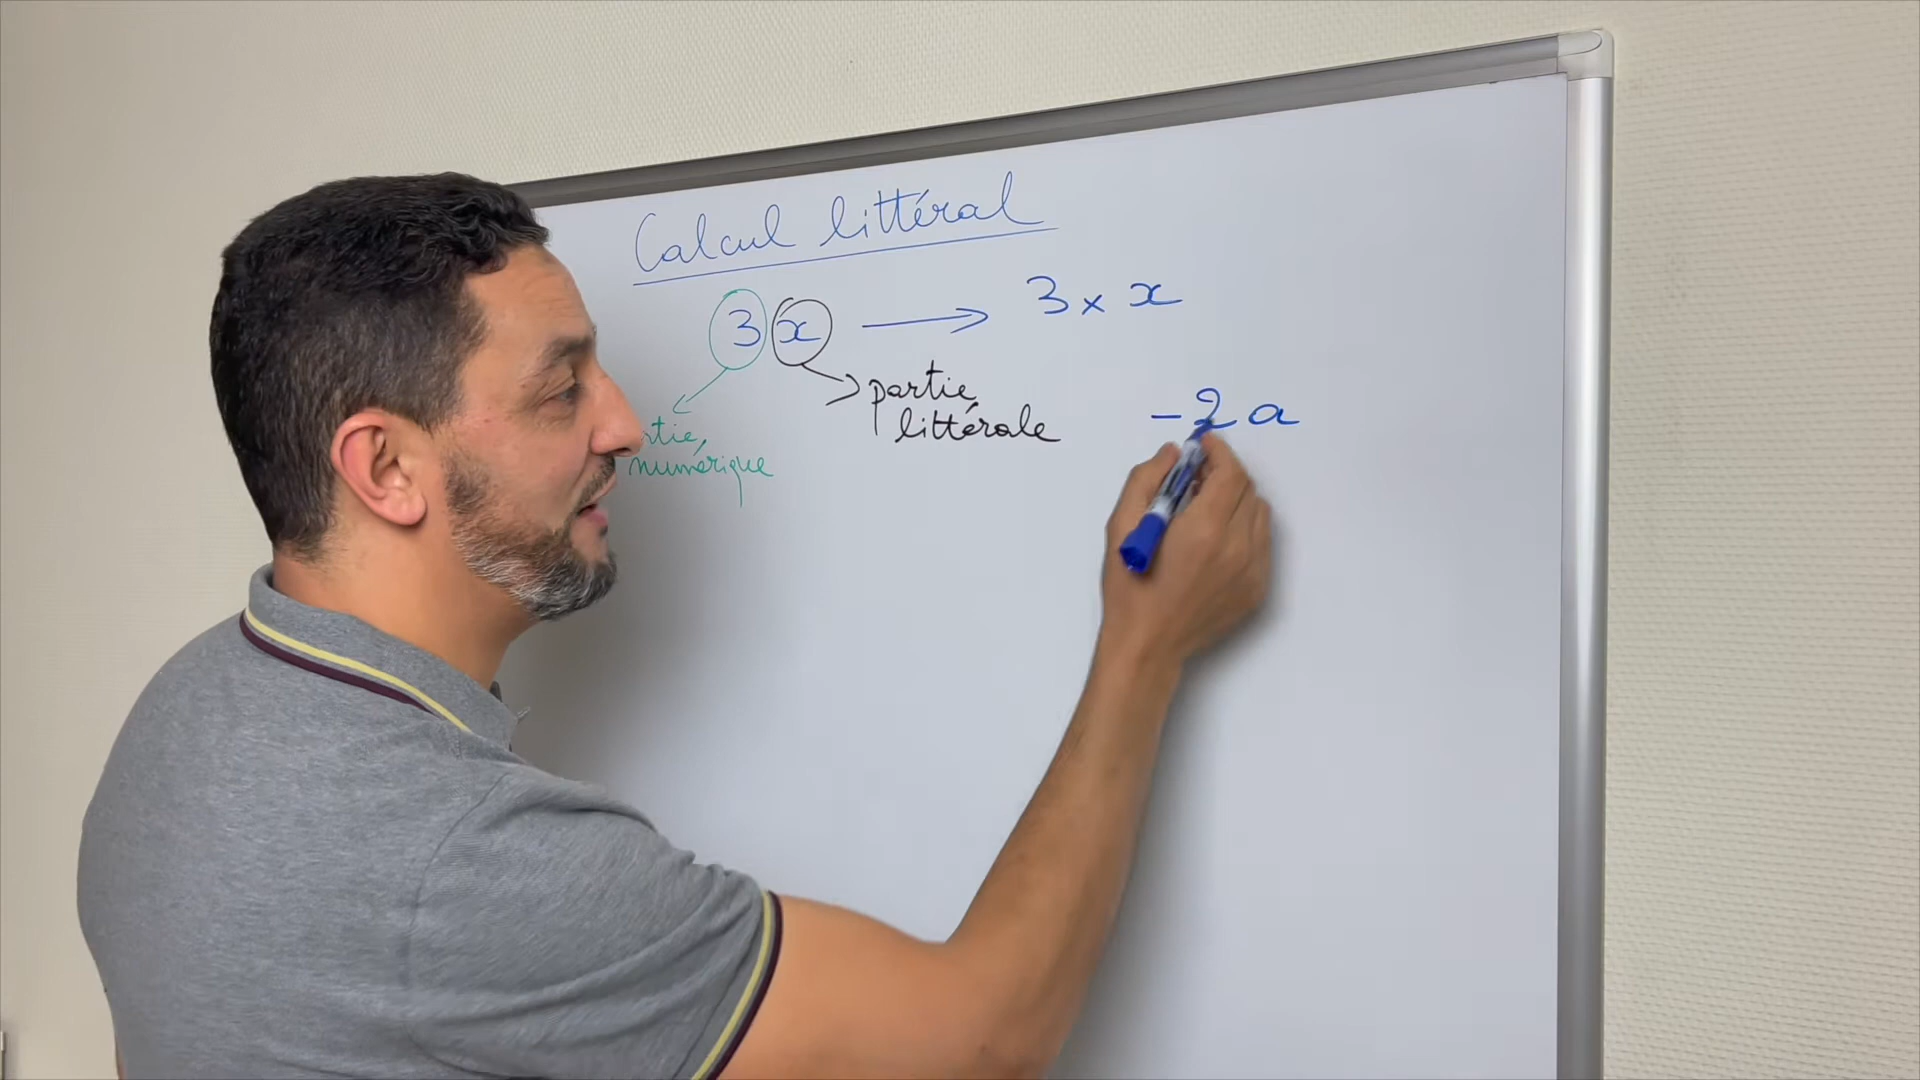 Calcul littéral
3x → 3 × x
partie
littérale
-2a
numérique